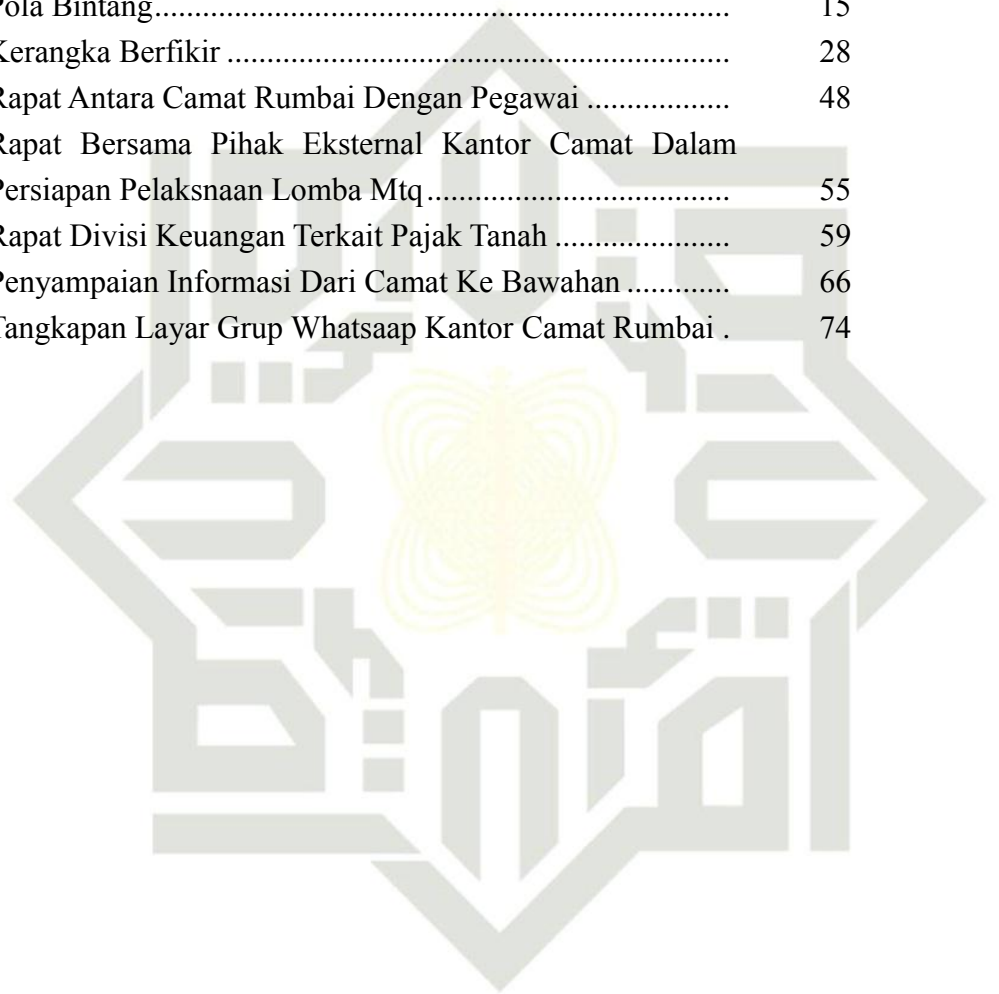 Pola Bintang....................................................................... 15
Kerangka Berfikir .............................................................. 28
Rapat Antara Camat Rumbai Dengan Pegawai .................. 48
Rapat Bersama Pihak Eksternal Kantor Camat Dalam
Persiapan Pelaksnaan Lomba Mtq ..................................... 55
Rapat Divisi Keuangan Terkait Pajak Tanah ...................... 59
Penyampaian Informasi Dari Camat Ke Bawahan ............. 66
Tangkapan Layar Grup Whatsaap Kantor Camat Rumbai . 74